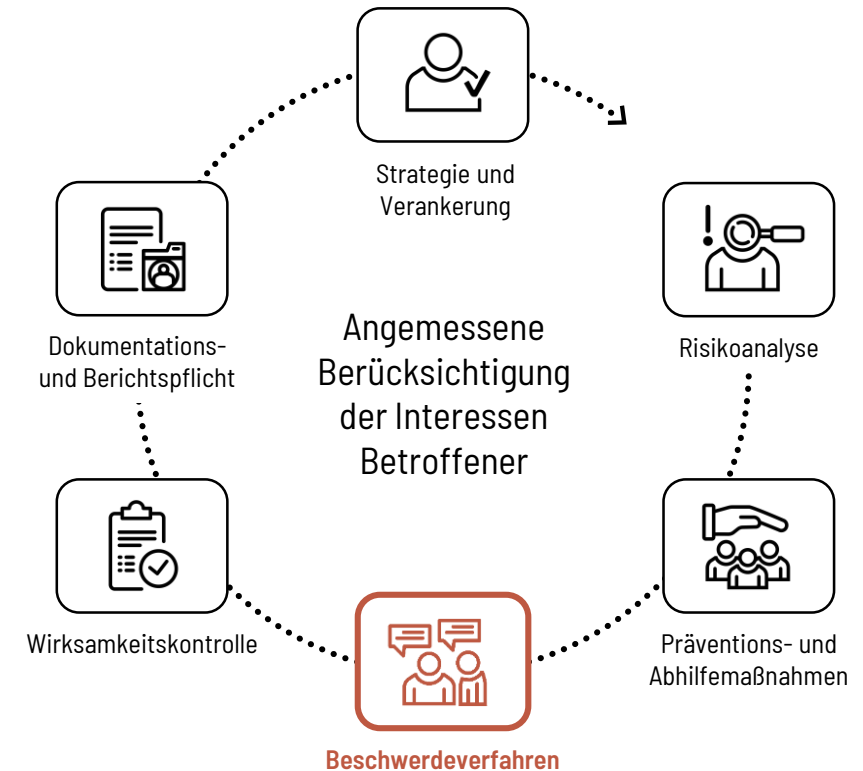 Strategie und
Verankerung
Risikoanalyse
Präventions- und
Abhilfemaßnahmen
Beschwerdeverfahren
Wirksamkeitskontrolle
Dokumentations-
und Berichtspflicht
Angemessene
Berücksichtigung
der Interessen
Betroffener